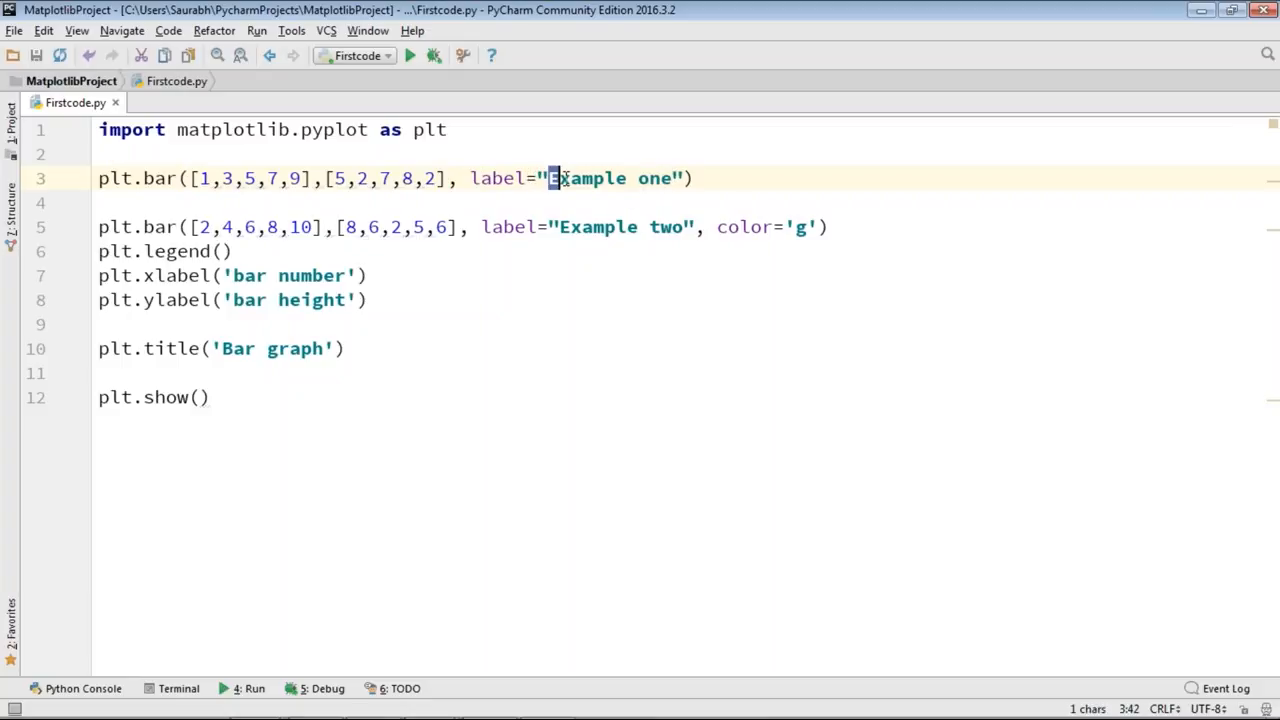 MatplotlibProject - [C:\Users\Saurabh\PycharmProjects\MatplotlibProject] - ...\Firstcode.py - PyCharm Community Edition 2016.3.2
File Edit View Navigate Code Refactor Run Tools VCS Window Help
Firstcode
MatplotlibProject Firstcode.py
Firstcode.py
1: Project
7: Structure
2: Favorites
1 import matplotlib.pyplot as plt
2
3 plt.bar([1,3,5,7,9],[5,2,7,8,2], label="Example one")
4
5 plt.bar([2,4,6,8,10],[8,6,2,5,6], label="Example two", color='g')
6 plt.legend()
7 plt.xlabel('bar number')
8 plt.ylabel('bar height')
9
10 plt.title('Bar graph')
11
12 plt.show()
Python Console Terminal 4: Run 5: Debug 6: TODO Event Log
1 chars 3:42 CRLF UTF-8